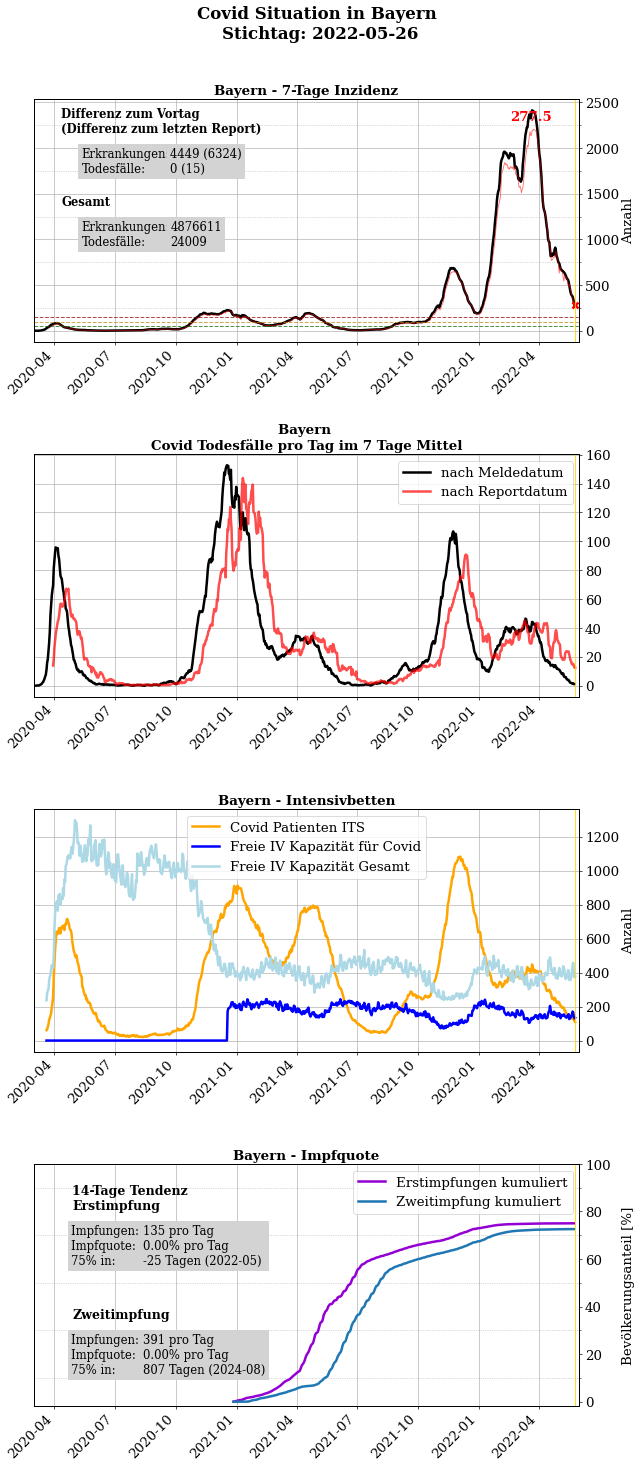 Covid Situation in Bayern
Stichtag: 2022-05-26
Bayern - 7-Tage Inzidenz
Differenz zum Vortag
(Differenz zum letzten Report)
Erkrankungen 4449 (6324)
Todesfälle: 0 (15)
Gesamt
Erkrankungen 4876611
Todesfälle: 24009
2500
2000
1500
1000
500
0
Anzahl
2020-04
2020-07
2020-10
2021-01
2021-04
2021-07
2021-10
2022-01
2022-04
Bayern
Covid Todesfälle pro Tag im 7 Tage Mittel
nach Meldedatum
nach Reportdatum
160
140
120
100
80
60
40
20
0
2020-04
2020-07
2020-10
2021-01
2021-04
2021-07
2021-10
2022-01
2022-04
Bayern - Intensivbetten
Covid Patienten ITS
Freie IV Kapazität für Covid
Freie IV Kapazität Gesamt
1200
1000
800
600
400
200
0
Anzahl
2020-04
2020-07
2020-10
2021-01
2021-04
2021-07
2021-10
2022-01
2022-04
Bayern - Impfquote
Erstimpfungen kumuliert
Zweitimpfung kumuliert
14-Tage Tendenz
Erstimpfung
Impfungen: 135 pro Tag
Impfquote: 0.00% pro Tag
75% in: -25 Tagen (2022-05)
Zweitimpfung
Impfungen: 391 pro Tag
Impfquote: 0.00% pro Tag
75% in: 807 Tagen (2024-08)
100
80
60
40
20
0
Bevölkerungsanteil [%]
2020-04
2020-07
2020-10
2021-01
2021-04
2021-07
2021-10
2022-01
2022-04